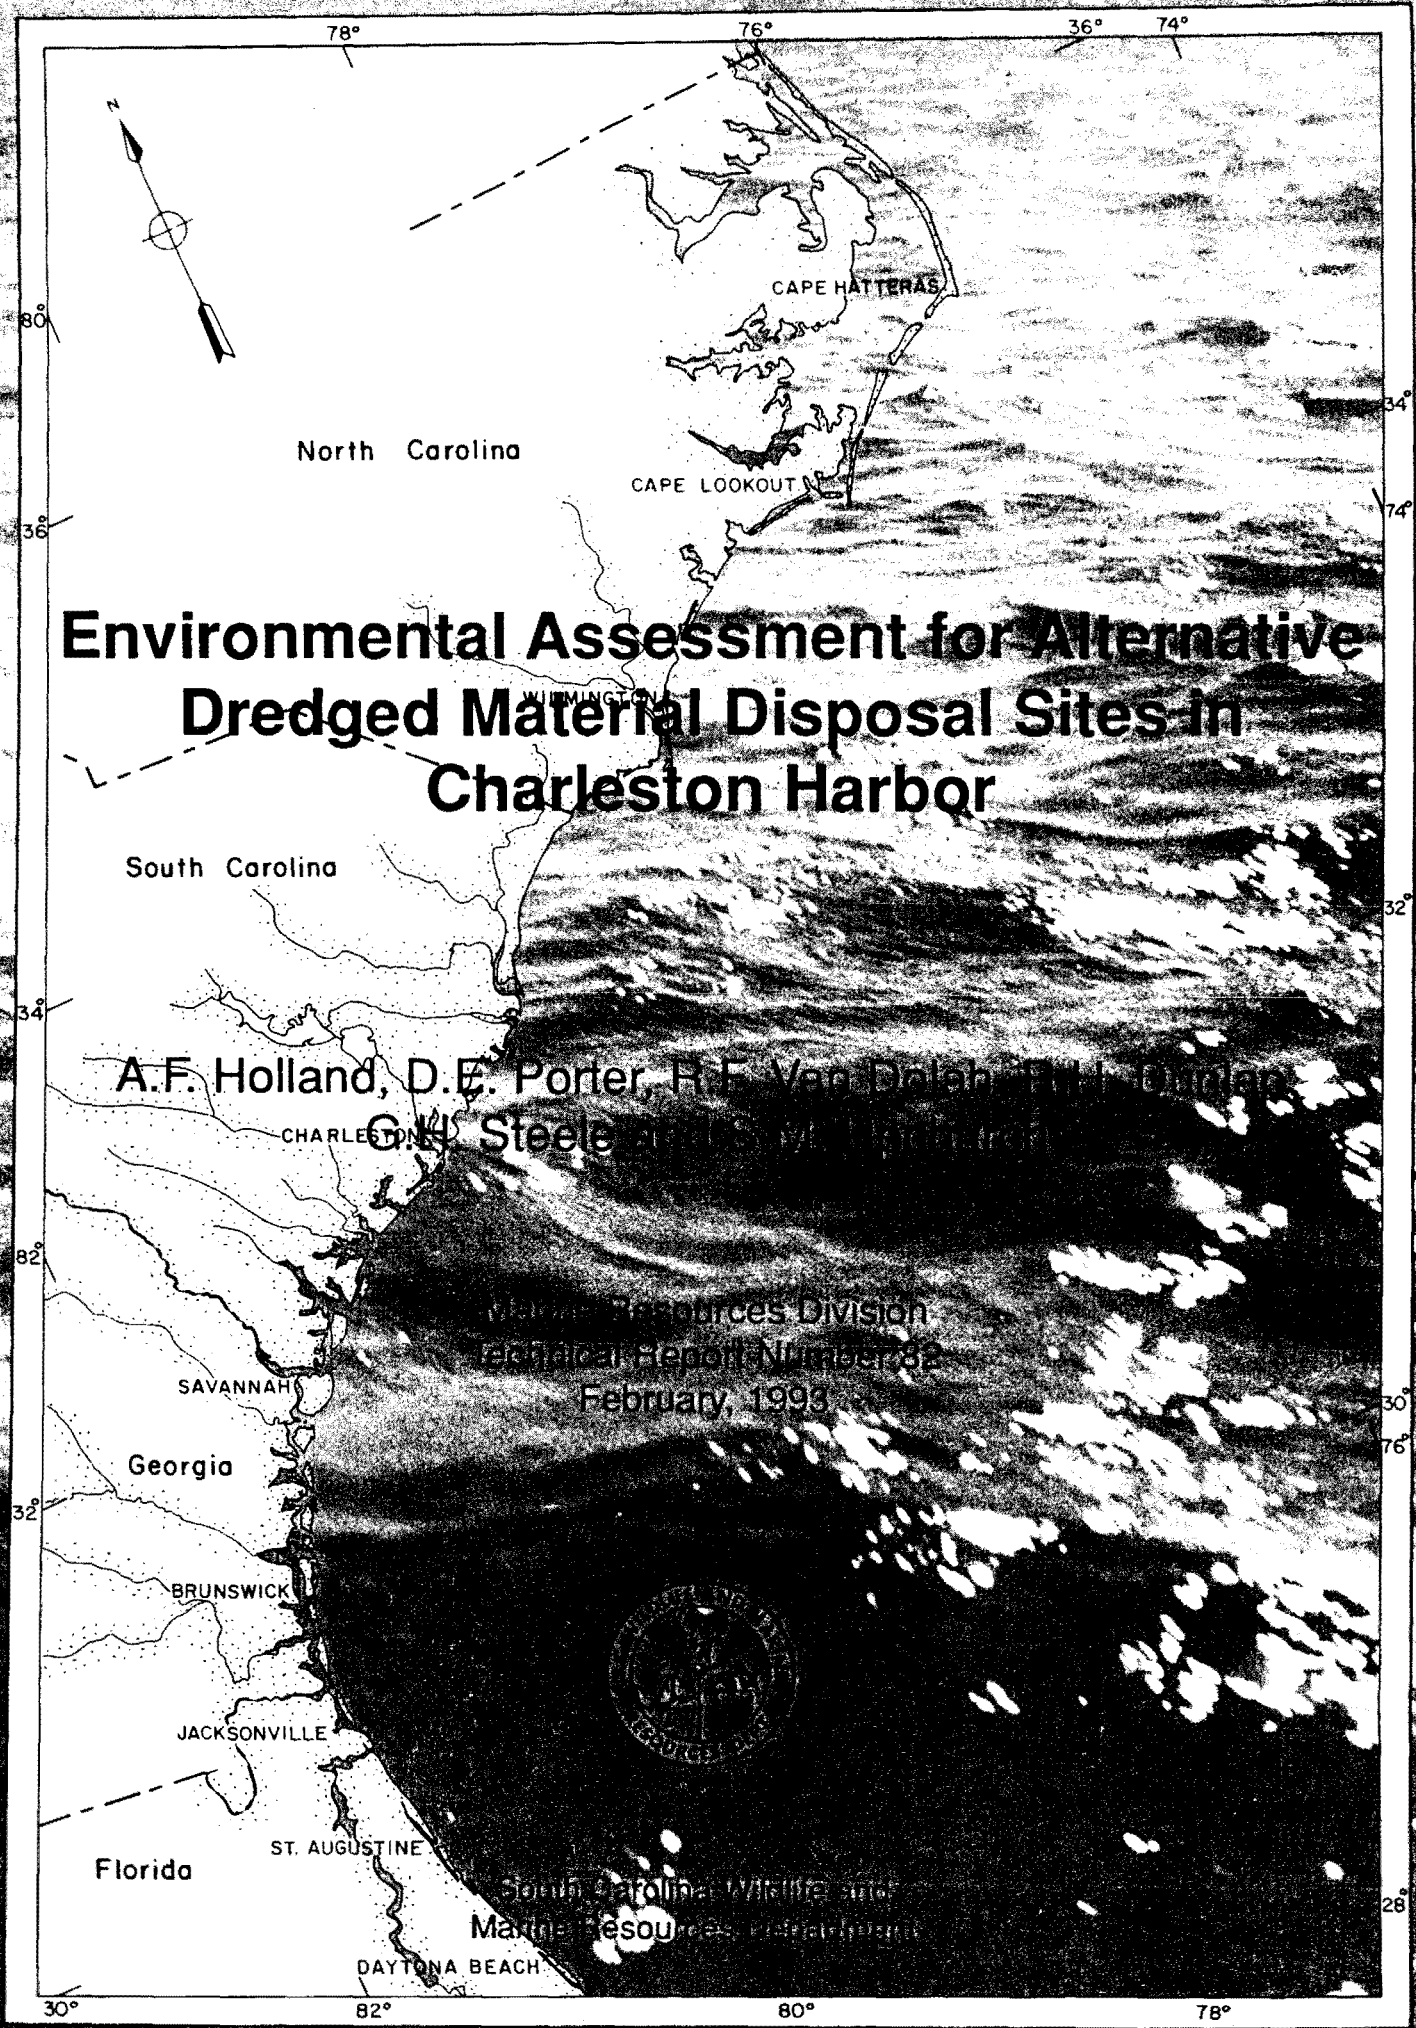 78° 76° 36° 74°
N
CAPE HATTERAS
80°
34°
North Carolina
CAPE LOOKOUT
74°
36°
Environmental Assessment for Alternative
WILMINGTON
Dredged Material Disposal Sites in
Charleston Harbor
South Carolina
32°
34°
A.F. Holland, D.E. Porter, R.F. Van Dolah, R.H. Dunlap
CHARLESTON
G.H. Steele
82°
Marine Resources Division
Technical Report Number 82
SAVANNAH
February, 1993
30°
76°
Georgia
32°
BRUNSWICK
JACKSONVILLE
ST. AUGUSTINE
Florida
South Carolina Wildlife and
28°
Marine Resources Department
DAYTONA BEACH
30° 82° 80° 78°